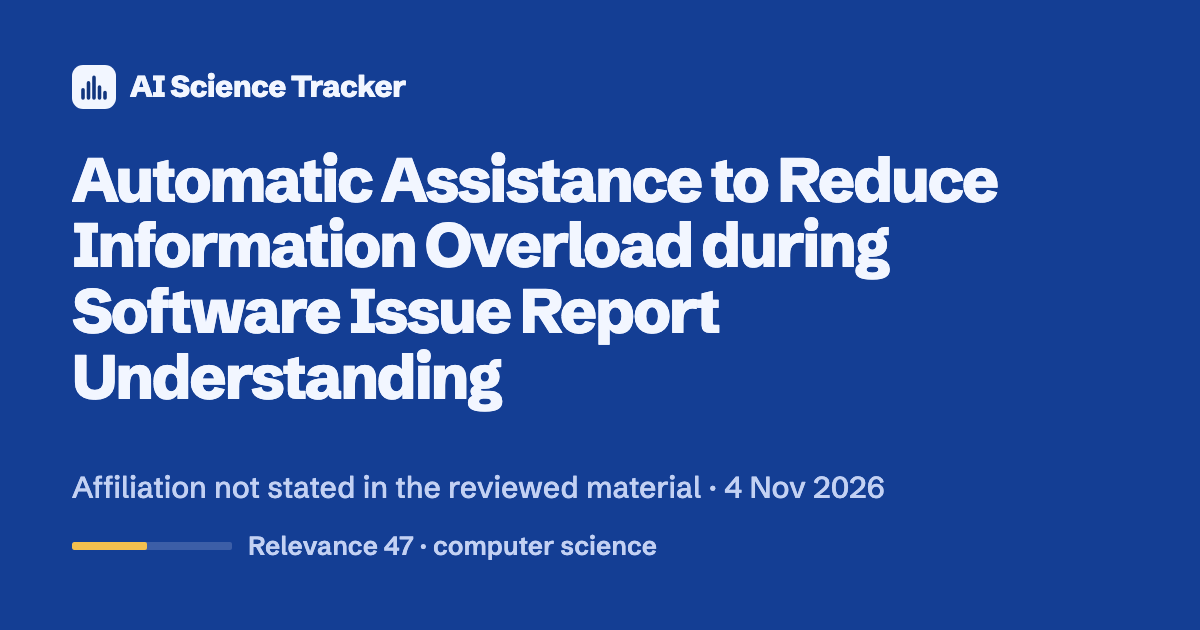 AI Science Tracker
Automatic Assistance to Reduce
Information Overload during
Software Issue Report
Understanding
Affiliation not stated in the reviewed material · 4 Nov 2026
Relevance 47 · computer science